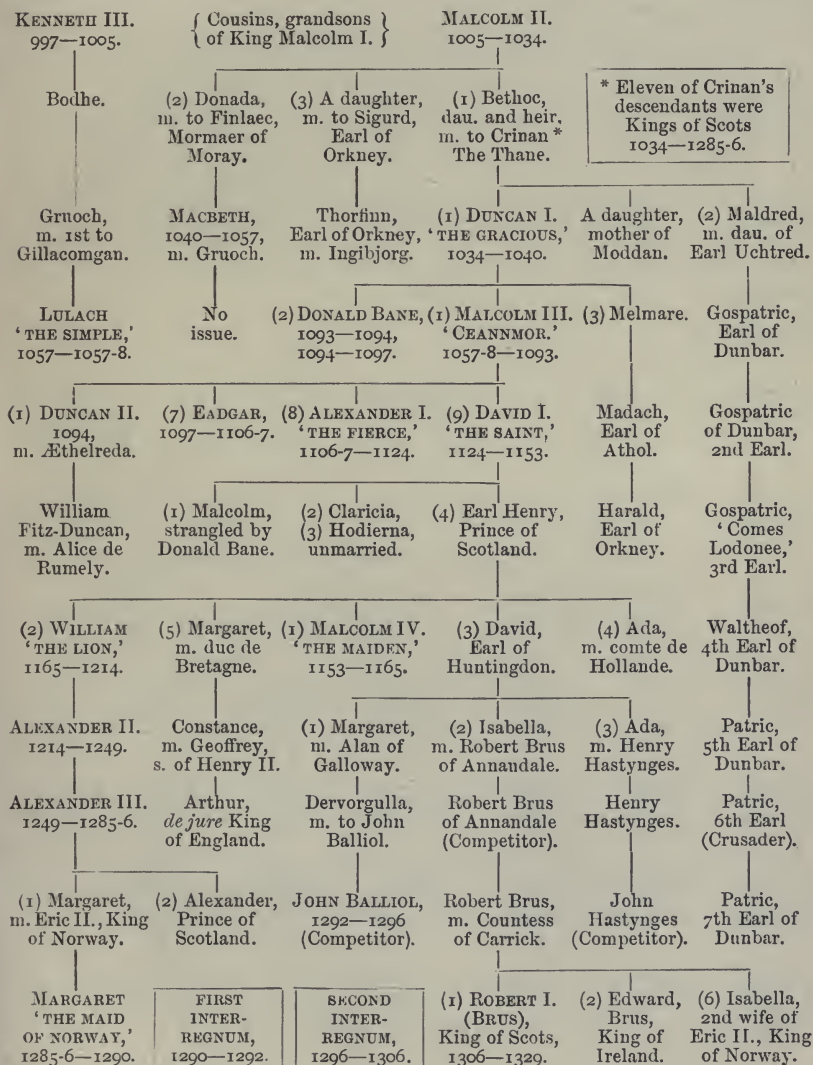 KENNETH III.
997—1005.
{ Cousins, grandsons }
{ of King Malcolm I. }
MALCOLM II.
1005—1034.
Bodhe.
(2) Donada,
m. to Finlaec,
Mormaer of
Moray.
(3) A daughter,
m. to Sigurd,
Earl of
Orkney.
(1) Bethoc,
dau. and heir,
m. to Crinan *
The Thane.
* Eleven of Crinan's
descendants were
Kings of Scots
1034—1285-6.
Gruoch,
m. 1st to
Gillacomgan.
MACBETH,
1040—1057,
m. Gruoch.
Thorfinn,
Earl of Orkney,
m. Ingibjorg.
(1) DUNCAN I.
'THE GRACIOUS,'
1034—1040.
A daughter,
mother of
Moddan.
(2) Maldred,
m. dau. of
Earl Uchtred.
LULACH
'THE SIMPLE,'
1057—1057-8.
No
issue.
(2) DONALD BANE,
1093—1094,
1094—1097.
(1) MALCOLM III.
'CEANNMOR.'
1057-8—1093.
(3) Melmare.
Gospatric,
Earl of
Dunbar.
(1) DUNCAN II.
1094,
m. Æthelreda.
(7) EADGAR,
1097—1106-7.
(8) ALEXANDER I.
'THE FIERCE,'
1106-7—1124.
(9) DAVID I.
'THE SAINT,'
1124—1153.
Madach,
Earl of
Athol.
Gospatric
of Dunbar,
2nd Earl.
William
Fitz-Duncan,
m. Alice de
Rumely.
(1) Malcolm,
strangled by
Donald Bane.
(2) Claricia,
(3) Hodierna,
unmarried.
(4) Earl Henry,
Prince of
Scotland.
Harald,
Earl of
Orkney.
Gospatric,
'Comes
Lodonee,'
3rd Earl.
(2) WILLIAM
'THE LION,'
1165—1214.
(5) Margaret,
m. duc de
Bretagne.
(1) MALCOLM IV.
'THE MAIDEN,'
1153—1165.
(3) David,
Earl of
Huntingdon.
(4) Ada,
m. comte de
Hollande.
Waltheof,
4th Earl of
Dunbar.
ALEXANDER II.
1214—1249.
Constance,
m. Geoffrey,
s. of Henry II.
(1) Margaret,
m. Alan of
Galloway.
(2) Isabella,
m. Robert Brus
of Annaudale.
(3) Ada,
m. Henry
Hastynges.
Patric,
5th Earl of
Dunbar.
ALEXANDER III.
1249—1285-6.
Arthur,
de jure King
of England.
Dervorgulla,
m. to John
Balliol.
Robert Brus
of Annandale
(Competitor).
Henry
Hastynges.
Patric,
6th Earl
(Crusader).
(1) Margaret,
m. Eric II., King
of Norway.
(2) Alexander,
Prince of
Scotland.
JOHN BALLIOL,
1292—1296
(Competitor).
Robert Brus,
m. Countess
of Carrick.
John
Hastynges
(Competitor).
Patric,
7th Earl of
Dunbar.
MARGARET
'THE MAID
OF NORWAY,'
1285-6—1290.
FIRST
INTER-
REGNUM,
1290—1292.
SECOND
INTER-
REGNUM,
1296—1306.
(1) ROBERT I.
(BRUS),
King of Scots,
1306—1329.
(2) Edward,
Brus,
King of
Ireland.
(6) Isabella,
2nd wife of
Eric II., King
of Norway.